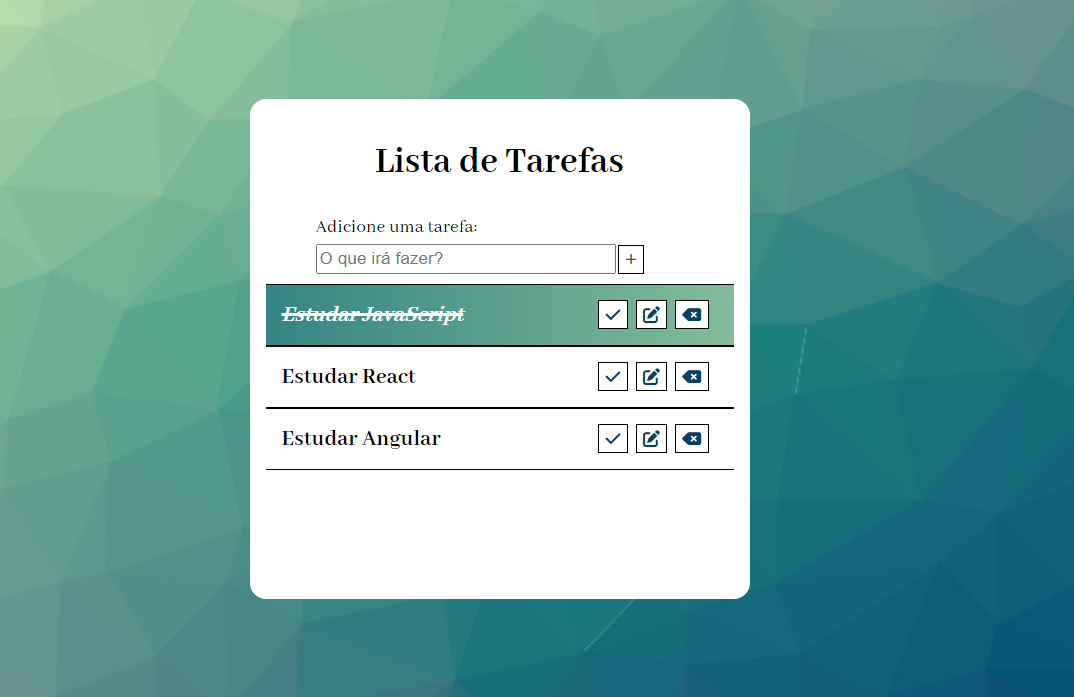 Lista de Tarefas
Adicione uma tarefa:
O que irá fazer? +
Estudar JavaScript
Estudar React
Estudar Angular